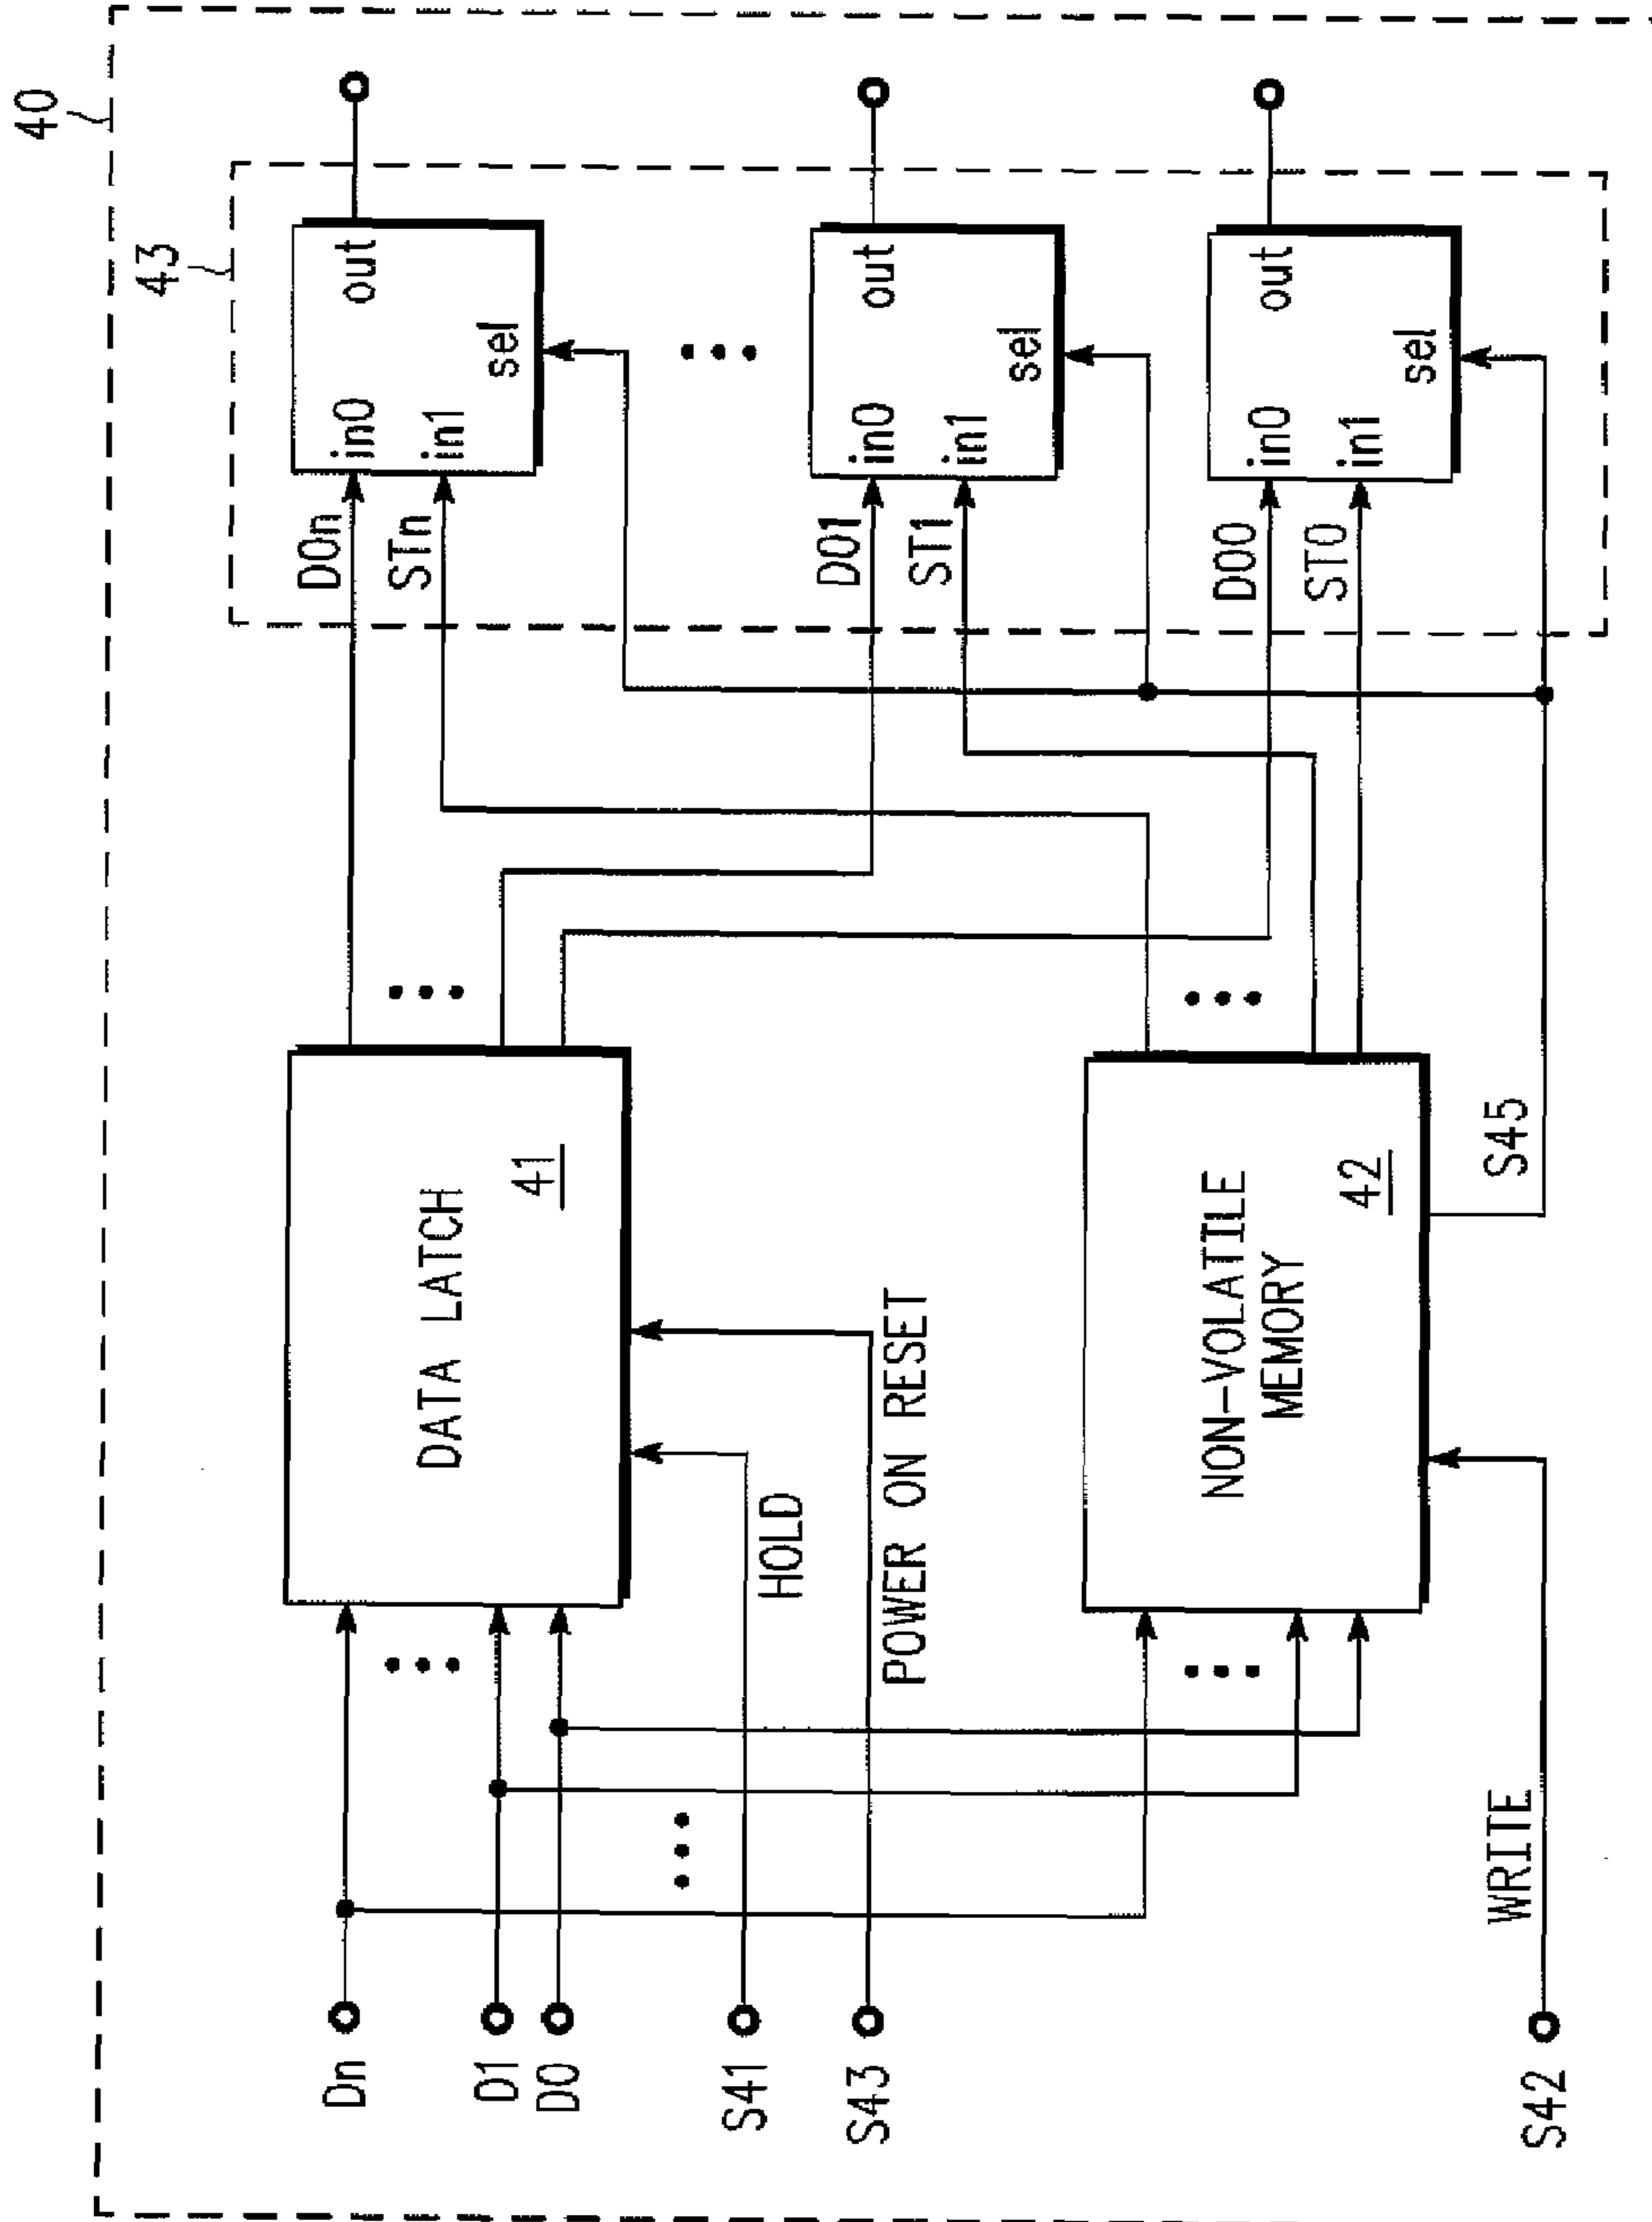 40
43
Dn
D1
D0
S41
S43
S42
HOLD
POWER ON RESET
WRITE
DATA LATCH
41
NON-VOLATILE
MEMORY
42
S45
DOn
STn
in0
in1
out
sel
DO1
ST1
in0
in1
out
sel
DO0
ST0
in0
in1
out
sel